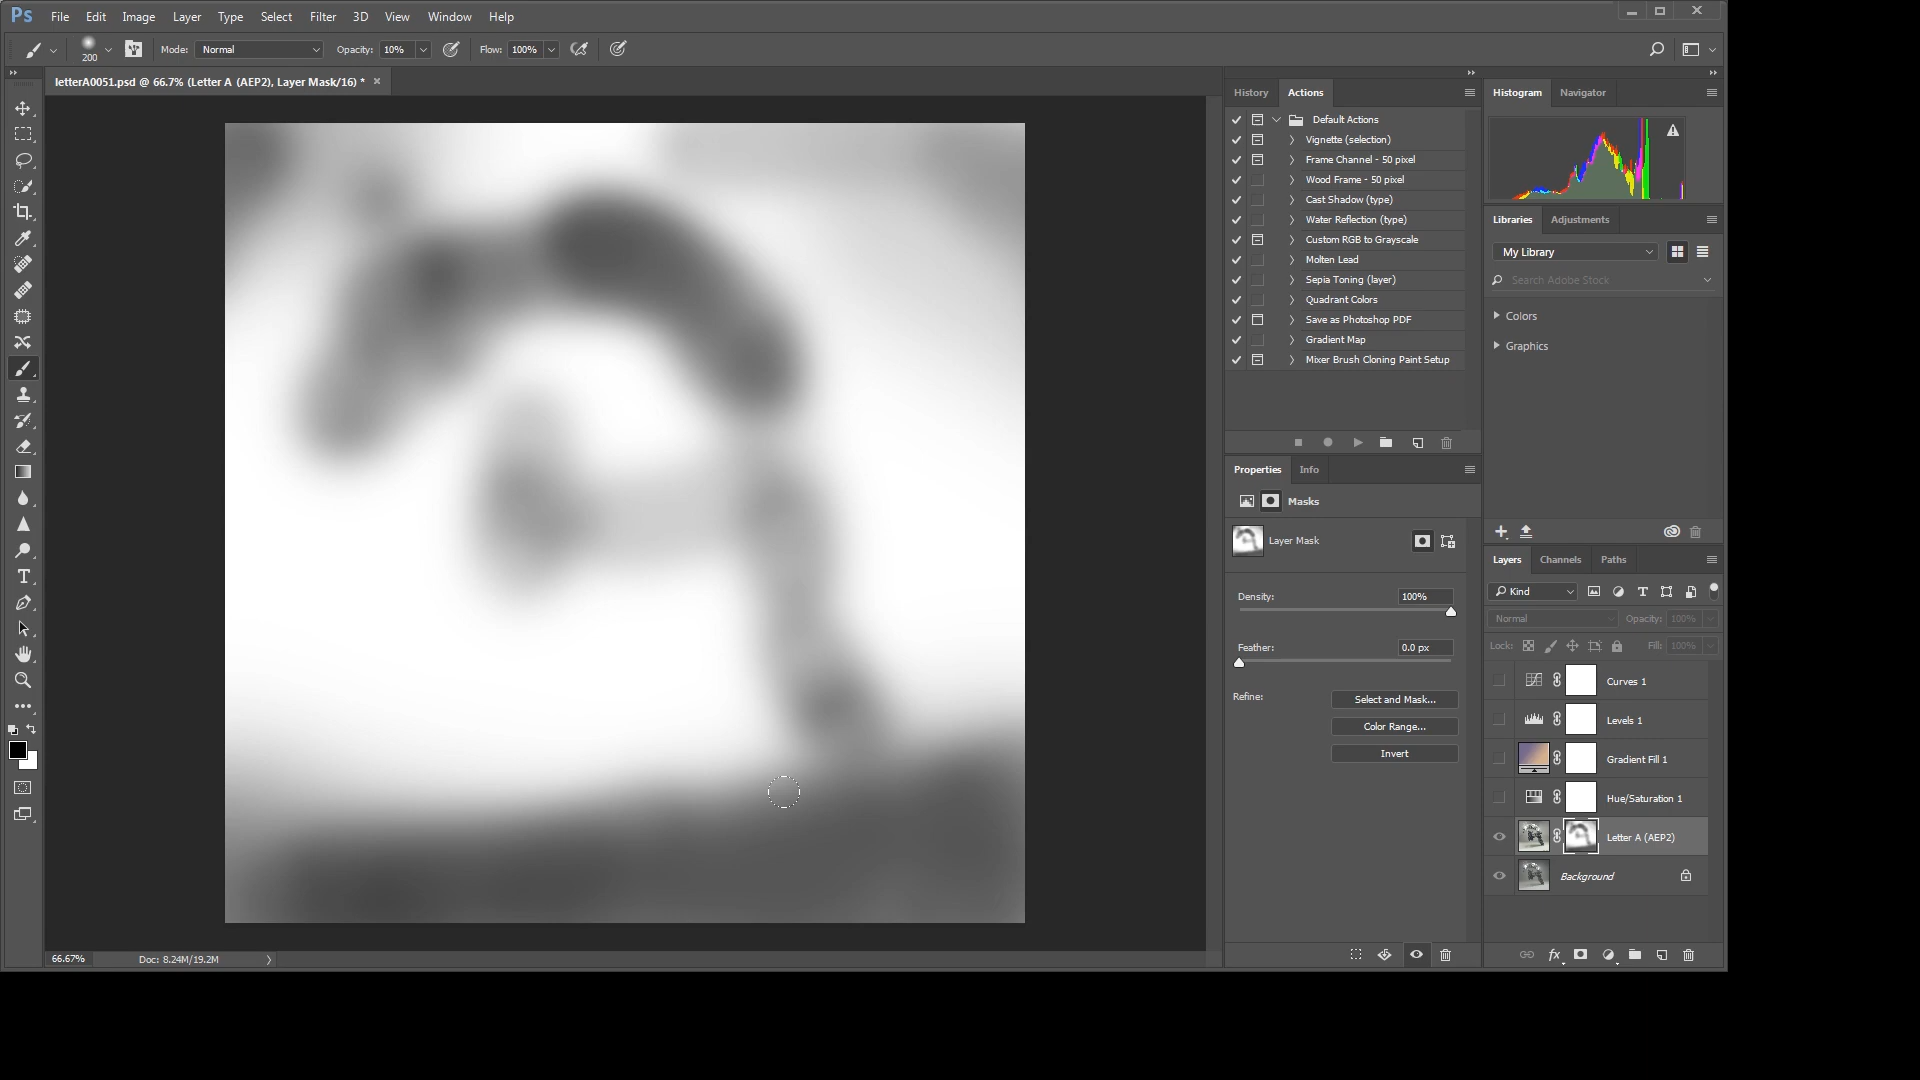 Ps File Edit Image Layer Type Select Filter 3D View Window Help
200 Mode: Normal Opacity: 10% Flow: 100%
letterA0051.psd @ 66.7% (Letter A (AEP2), Layer Mask/16) *
History Actions
Default Actions
Vignette (selection)
Frame Channel - 50 pixel
Wood Frame - 50 pixel
Cast Shadow (type)
Water Reflection (type)
Custom RGB to Grayscale
Molten Lead
Sepia Toning (layer)
Quadrant Colors
Save as Photoshop PDF
Gradient Map
Mixer Brush Cloning Paint Setup
Properties Info
Masks
Layer Mask
Density: 100%
Feather: 0.0 px
Refine: Select and Mask...
Color Range...
Invert
Histogram Navigator
Libraries Adjustments
My Library
Search Adobe Stock
Colors
Graphics
Layers Channels Paths
Kind
Normal Opacity: 100%
Lock: Fill: 100%
Curves 1
Levels 1
Gradient Fill 1
Hue/Saturation 1
Letter A (AEP2)
Background
fx
66.67% Doc: 8.24M/19.2M